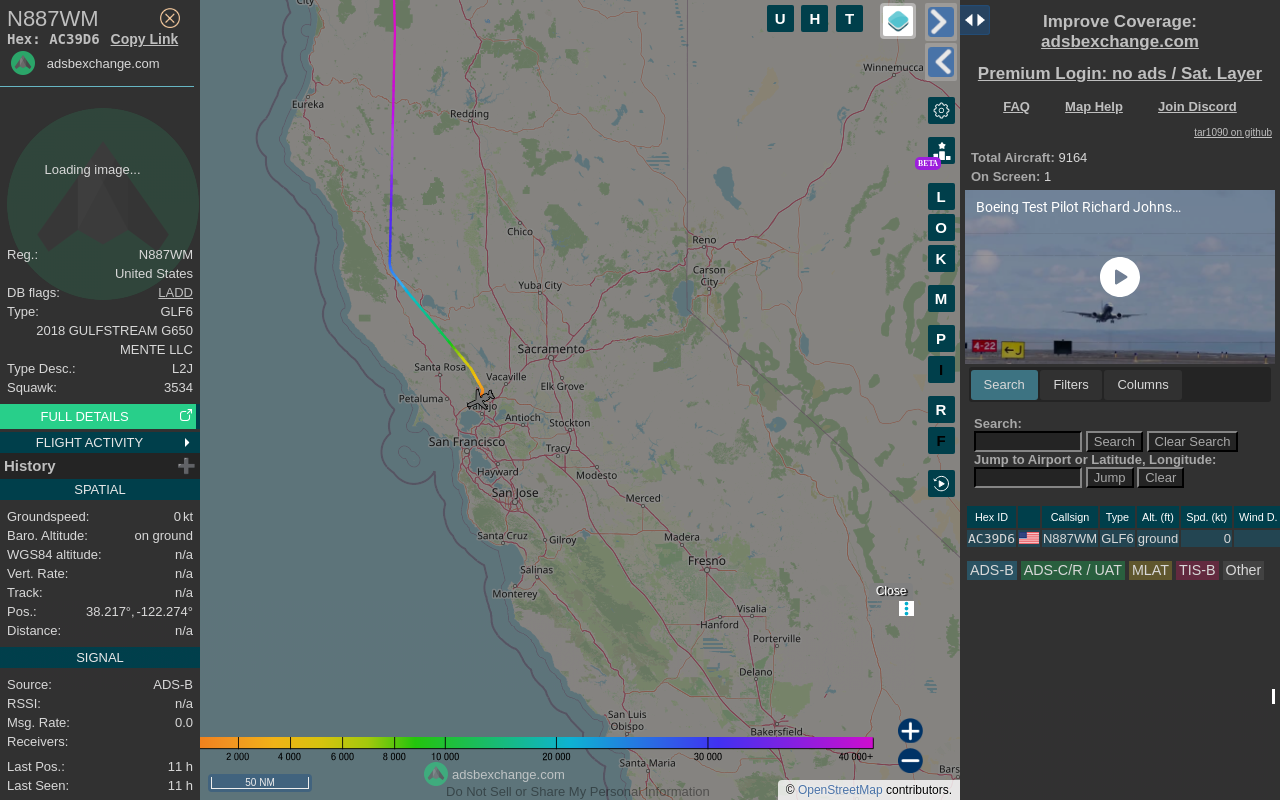 N887WM
Hex: AC39D6 Copy Link
adsbexchange.com
Loading image...
Reg.: N887WM
United States
DB flags: LADD
Type: GLF6
2018 GULFSTREAM G650
MENTE LLC
Type Desc.: L2J
Squawk: 3534
FULL DETAILS
FLIGHT ACTIVITY
History
SPATIAL
Groundspeed: 0 kt
Baro. Altitude: on ground
WGS84 altitude: n/a
Vert. Rate: n/a
Track: n/a
Pos.: 38.217°, -122.274°
Distance: n/a
SIGNAL
Source: ADS-B
RSSI: n/a
Msg. Rate: 0.0
Receivers:
Last Pos.: 11 h
Last Seen: 11 h
City
Winnemucca
Eureka
Redding
Chico
Reno
Carson
City
Yuba City
Sacramento
Santa Rosa
Vacaville
Elk Grove
Petaluma
Vallejo
Antioch
Stockton
San Francisco
Tracy
Hayward
Modesto
San Jose
Merced
Santa Cruz
Gilroy
Madera
Fresno
Salinas
Monterey
Visalia
Hanford
Porterville
Delano
San Luis
Obispo
Bakersfield
Santa Maria
Bars
U H T
BETA
L
O
K
M
P
I
R
F
Close
2 000 4 000 6 000 8 000 10 000 20 000 30 000 40 000+
50 NM
adsbexchange.com
Do Not Sell or Share My Personal Information
© OpenStreetMap contributors.
Improve Coverage:
adsbexchange.com
Premium Login: no ads / Sat. Layer
FAQ Map Help Join Discord
tar1090 on github
Total Aircraft: 9164
On Screen: 1
Boeing Test Pilot Richard Johns...
4-22 J
Search Filters Columns
Search:
Search Clear Search
Jump to Airport or Latitude, Longitude:
Jump Clear
Hex ID Callsign Type Alt. (ft) Spd. (kt) Wind D.
AC39D6 N887WM GLF6 ground 0
ADS-B ADS-C/R / UAT MLAT TIS-B Other